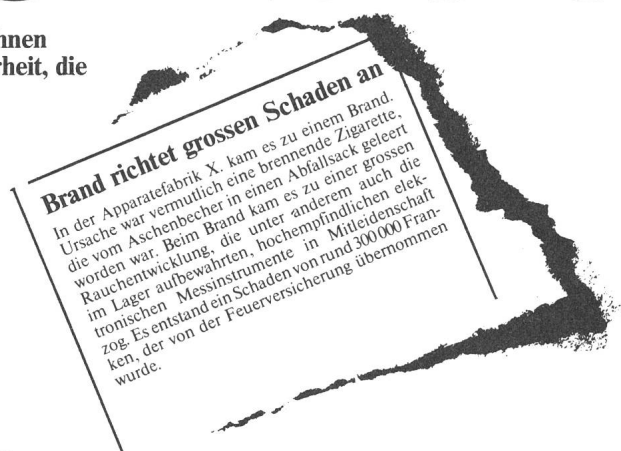 nnen
rheit, die
Brand richtet grossen Schaden an
In der Apparatefabrik X. kam es zu einem Brand.
Ursache war vermutlich eine brennende Zigarette,
die vom Aschenbecher in einen Abfallsack geleert
worden war. Beim Brand kam es zu einer grossen
Rauchentwicklung, die unter anderem auch die
im Lager aufbewahrten, hochempfindlichen elek-
tronischen Messinstrumente in Mitleidenschaft
zog. Es entstand ein Schaden von rund 300 000 Fran-
ken, der von der Feuerversicherung übernommen
wurde.